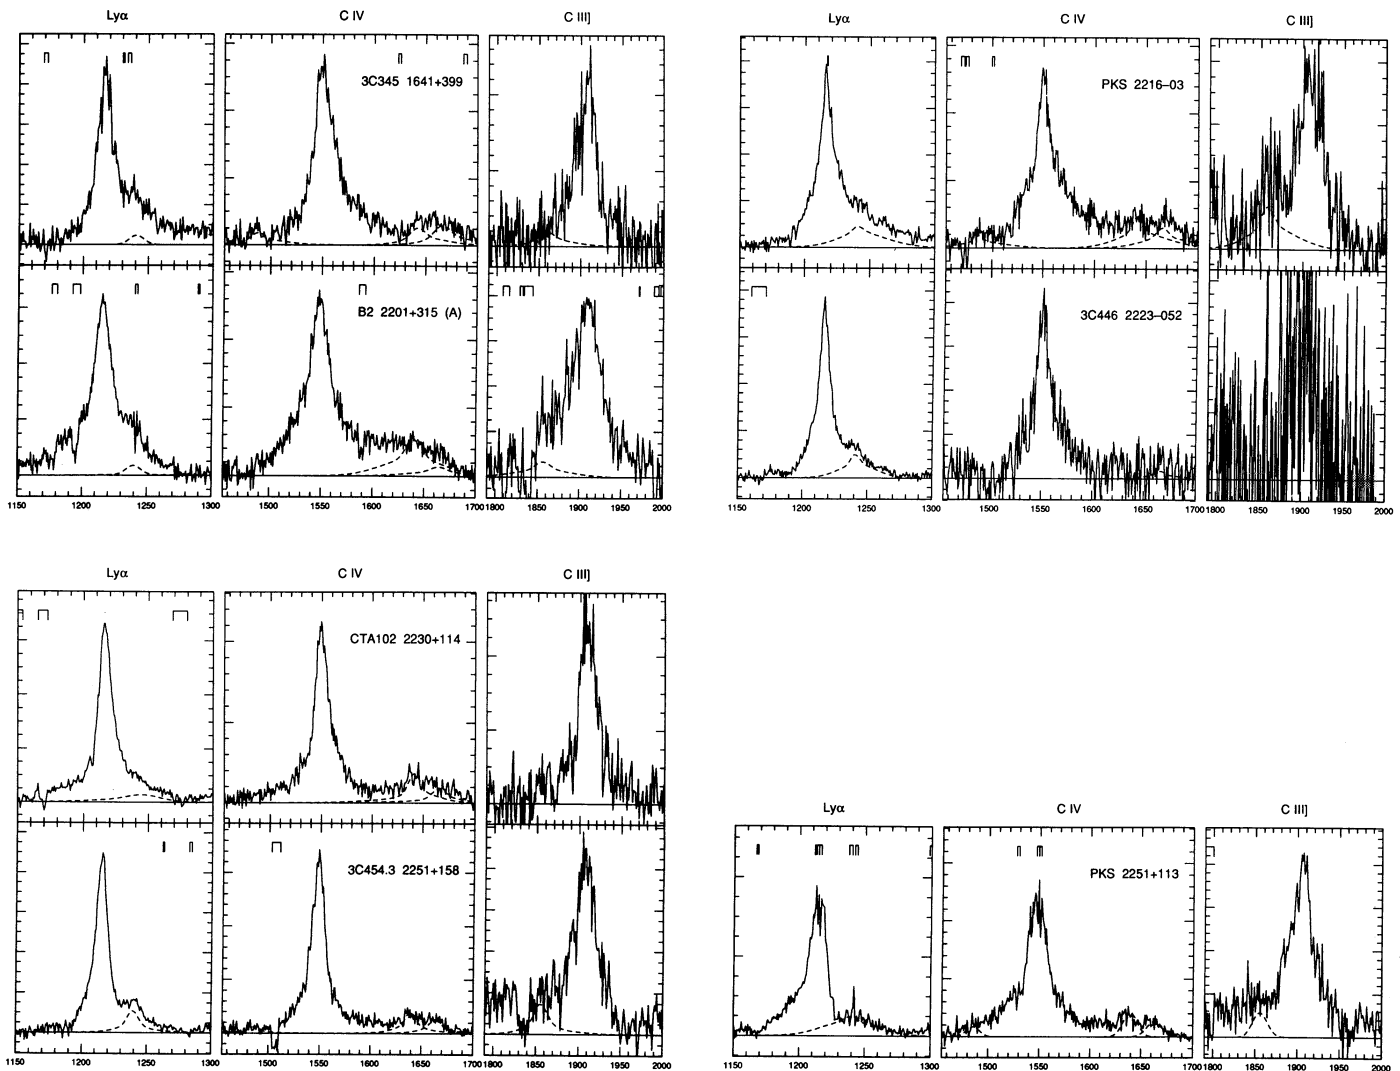 Lyα C IV C III]
3C345 1641+399
B2 2201+315 (A)
1150 1200 1250 1300 1500 1550 1600 1650 1700 1800 1850 1900 1950 2000
Lyα C IV C III]
PKS 2216–03
3C446 2223–052
1150 1200 1250 1300 1500 1550 1600 1650 1700 1800 1850 1900 1950 2000
Lyα C IV C III]
CTA102 2230+114
3C454.3 2251+158
1150 1200 1250 1300 1500 1550 1600 1650 1700 1800 1850 1900 1950 2000
Lyα C IV C III]
PKS 2251+113
1150 1200 1250 1300 1500 1550 1600 1650 1700 1800 1850 1900 1950 2000